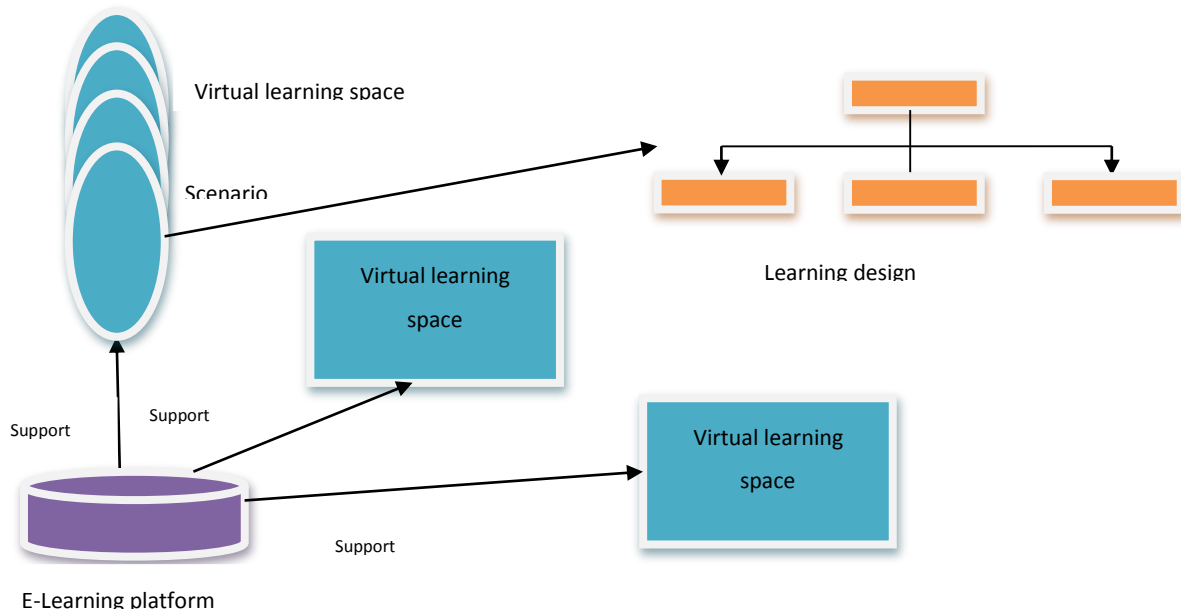 Virtual learning space
Scenario
Virtual learning
space
Learning design
Support
Support
Virtual learning
space
Support
E-Learning platform